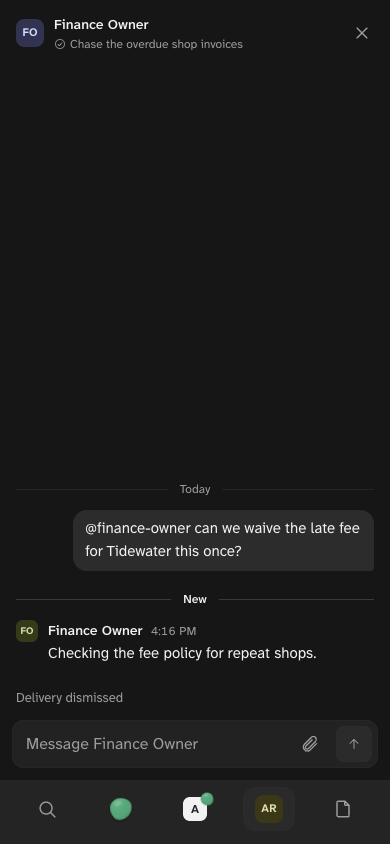 FO
Finance Owner
Chase the overdue shop invoices
Today
@finance-owner can we waive the late fee
for Tidewater this once?
New
FO
Finance Owner 4:16 PM
Checking the fee policy for repeat shops.
Delivery dismissed
Message Finance Owner
A
AR